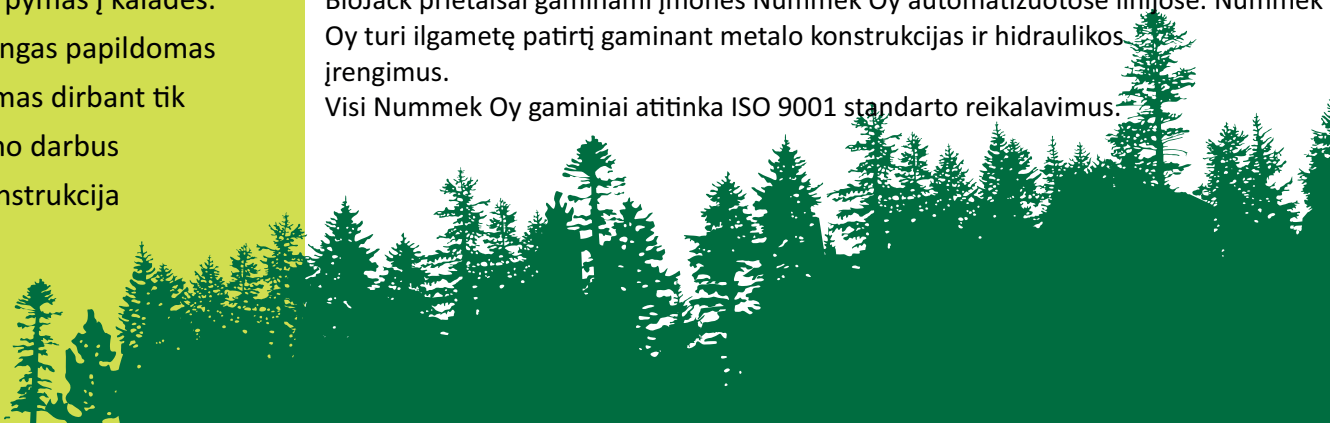 pymas į kalades.
ngas papildomas
mas dirbant tik
no darbus
nstrukcija
BioJack prietaisai gaminami įmonės Nummek Oy automatizuotose linijose. Nummek
Oy turi ilgametę patirtį gaminant metalo konstrukcijas ir hidraulikos
įrengimus.
Visi Nummek Oy gaminiai atitinka ISO 9001 standarto reikalavimus.